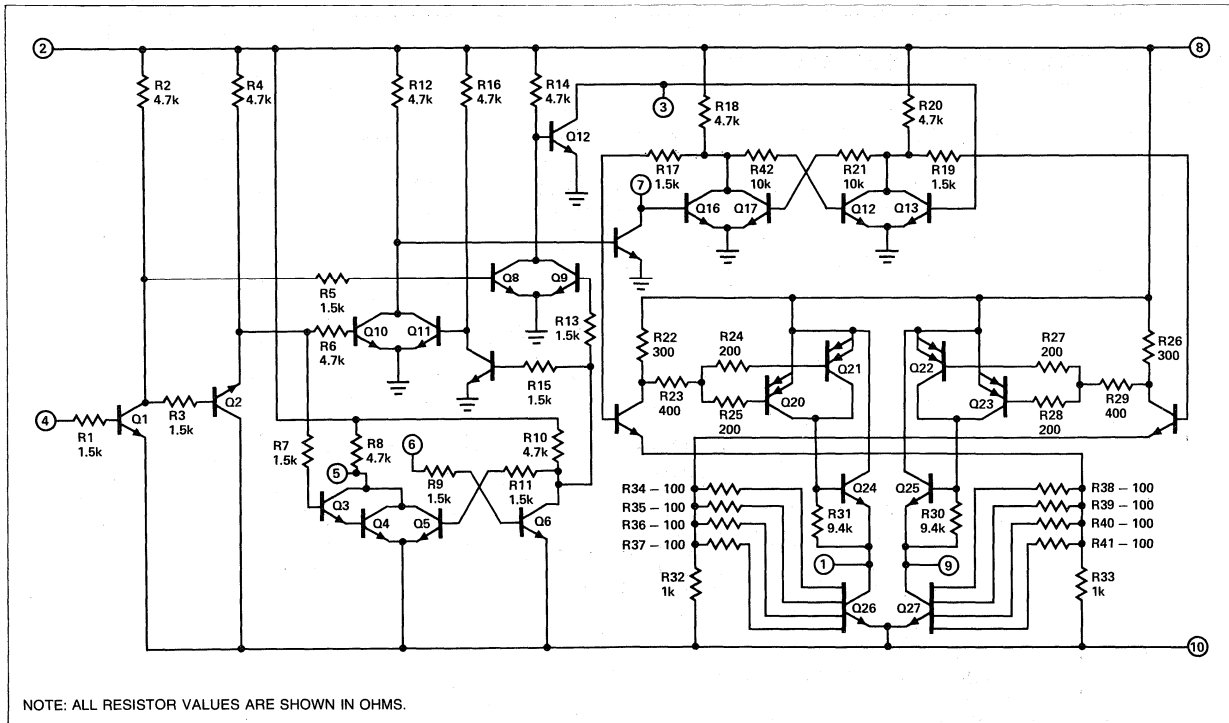 2
8
R2
4.7k
R4
4.7k
R12
4.7k
R16
4.7k
R14
4.7k
Q12
3
R18
4.7k
R20
4.7k
R17
1.5k
R42
10k
R21
10k
R19
1.5k
7
Q16
Q17
Q12
Q13
R5
1.5k
Q8
Q9
R6
4.7k
Q10
Q11
R13
1.5k
R15
1.5k
R22
300
R24
200
R27
200
R26
300
Q21
Q22
R23
400
R25
200
Q20
Q23
R28
200
R29
400
4
R1
1.5k
Q1
R3
1.5k
Q2
R7
1.5k
R8
4.7k
5
6
R9
1.5k
R11
1.5k
R10
4.7k
Q3
Q4
Q5
Q6
R34 – 100
R35 – 100
R36 – 100
R37 – 100
R32
1k
Q24
Q25
R31
9.4k
R30
9.4k
1
9
Q26
Q27
R38 – 100
R39 – 100
R40 – 100
R41 – 100
R33
1k
10
NOTE: ALL RESISTOR VALUES ARE SHOWN IN OHMS.